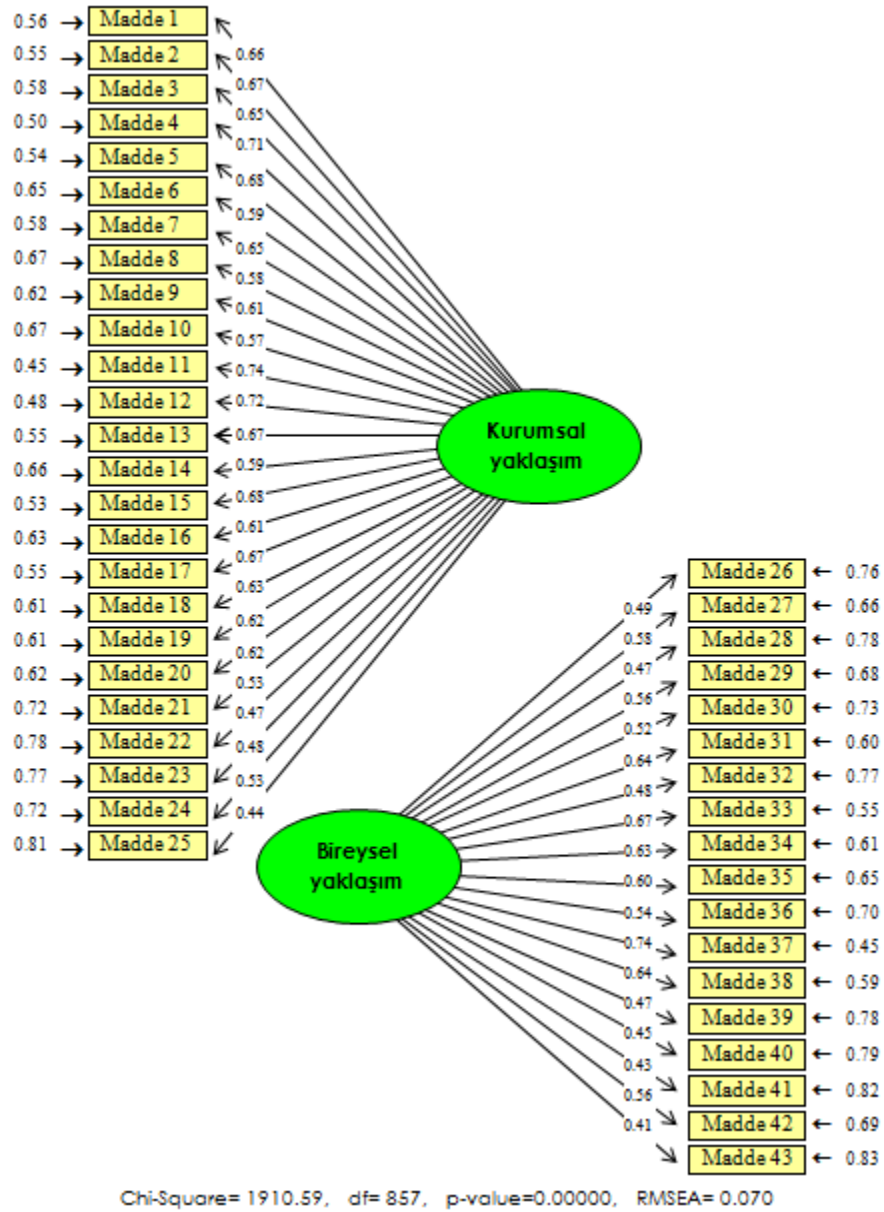 0.56 Madde 1
0.55 Madde 2
0.58 Madde 3
0.50 Madde 4
0.54 Madde 5
0.65 Madde 6
0.58 Madde 7
0.67 Madde 8
0.62 Madde 9
0.67 Madde 10
0.45 Madde 11
0.48 Madde 12
0.55 Madde 13
0.66 Madde 14
0.53 Madde 15
0.63 Madde 16
0.55 Madde 17
0.61 Madde 18
0.61 Madde 19
0.62 Madde 20
0.72 Madde 21
0.78 Madde 22
0.77 Madde 23
0.72 Madde 24
0.81 Madde 25
0.66
0.67
0.65
0.71
0.68
0.59
0.65
0.58
0.61
0.57
0.74
0.72
0.67
0.59
0.68
0.61
0.67
0.63
0.62
0.62
0.53
0.47
0.48
0.53
0.44
Kurumsal
yaklaşım
Bireysel
yaklaşım
0.49
0.58
0.47
0.56
0.52
0.64
0.48
0.67
0.63
0.60
0.54
0.74
0.64
0.47
0.45
0.43
0.56
0.41
Madde 26 0.76
Madde 27 0.66
Madde 28 0.78
Madde 29 0.68
Madde 30 0.73
Madde 31 0.60
Madde 32 0.77
Madde 33 0.55
Madde 34 0.61
Madde 35 0.65
Madde 36 0.70
Madde 37 0.45
Madde 38 0.59
Madde 39 0.78
Madde 40 0.79
Madde 41 0.82
Madde 42 0.69
Madde 43 0.83
Chi-Square= 1910.59, df= 857, p-value=0.00000, RMSEA= 0.070